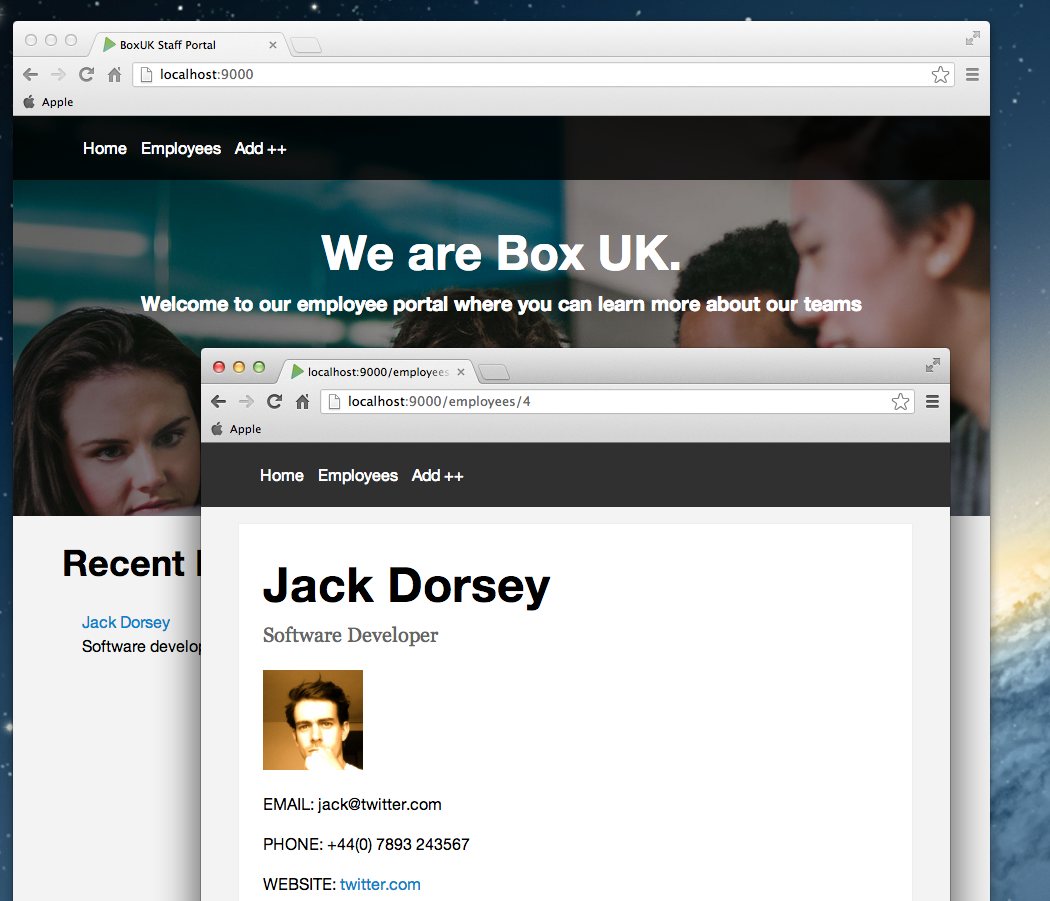 BoxUK Staff Portal
localhost:9000
Apple
Home Employees Add ++
We are Box UK.
Welcome to our employee portal where you can learn more about our teams
Recent
Jack Dorsey
Software
localhost:9000/employees
localhost:9000/employees/4
Apple
Home Employees Add ++
Jack Dorsey
Software Developer
EMAIL: jack@twitter.com
PHONE: +44(0) 7893 243567
WEBSITE: twitter.com